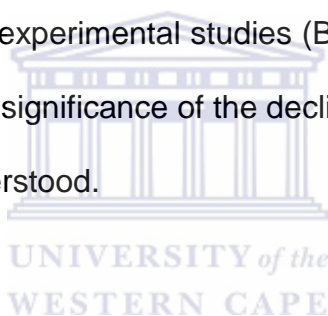 experimental studies (B
significance of the decli
erstood.
UNIVERSITY of the
WESTERN CAPE